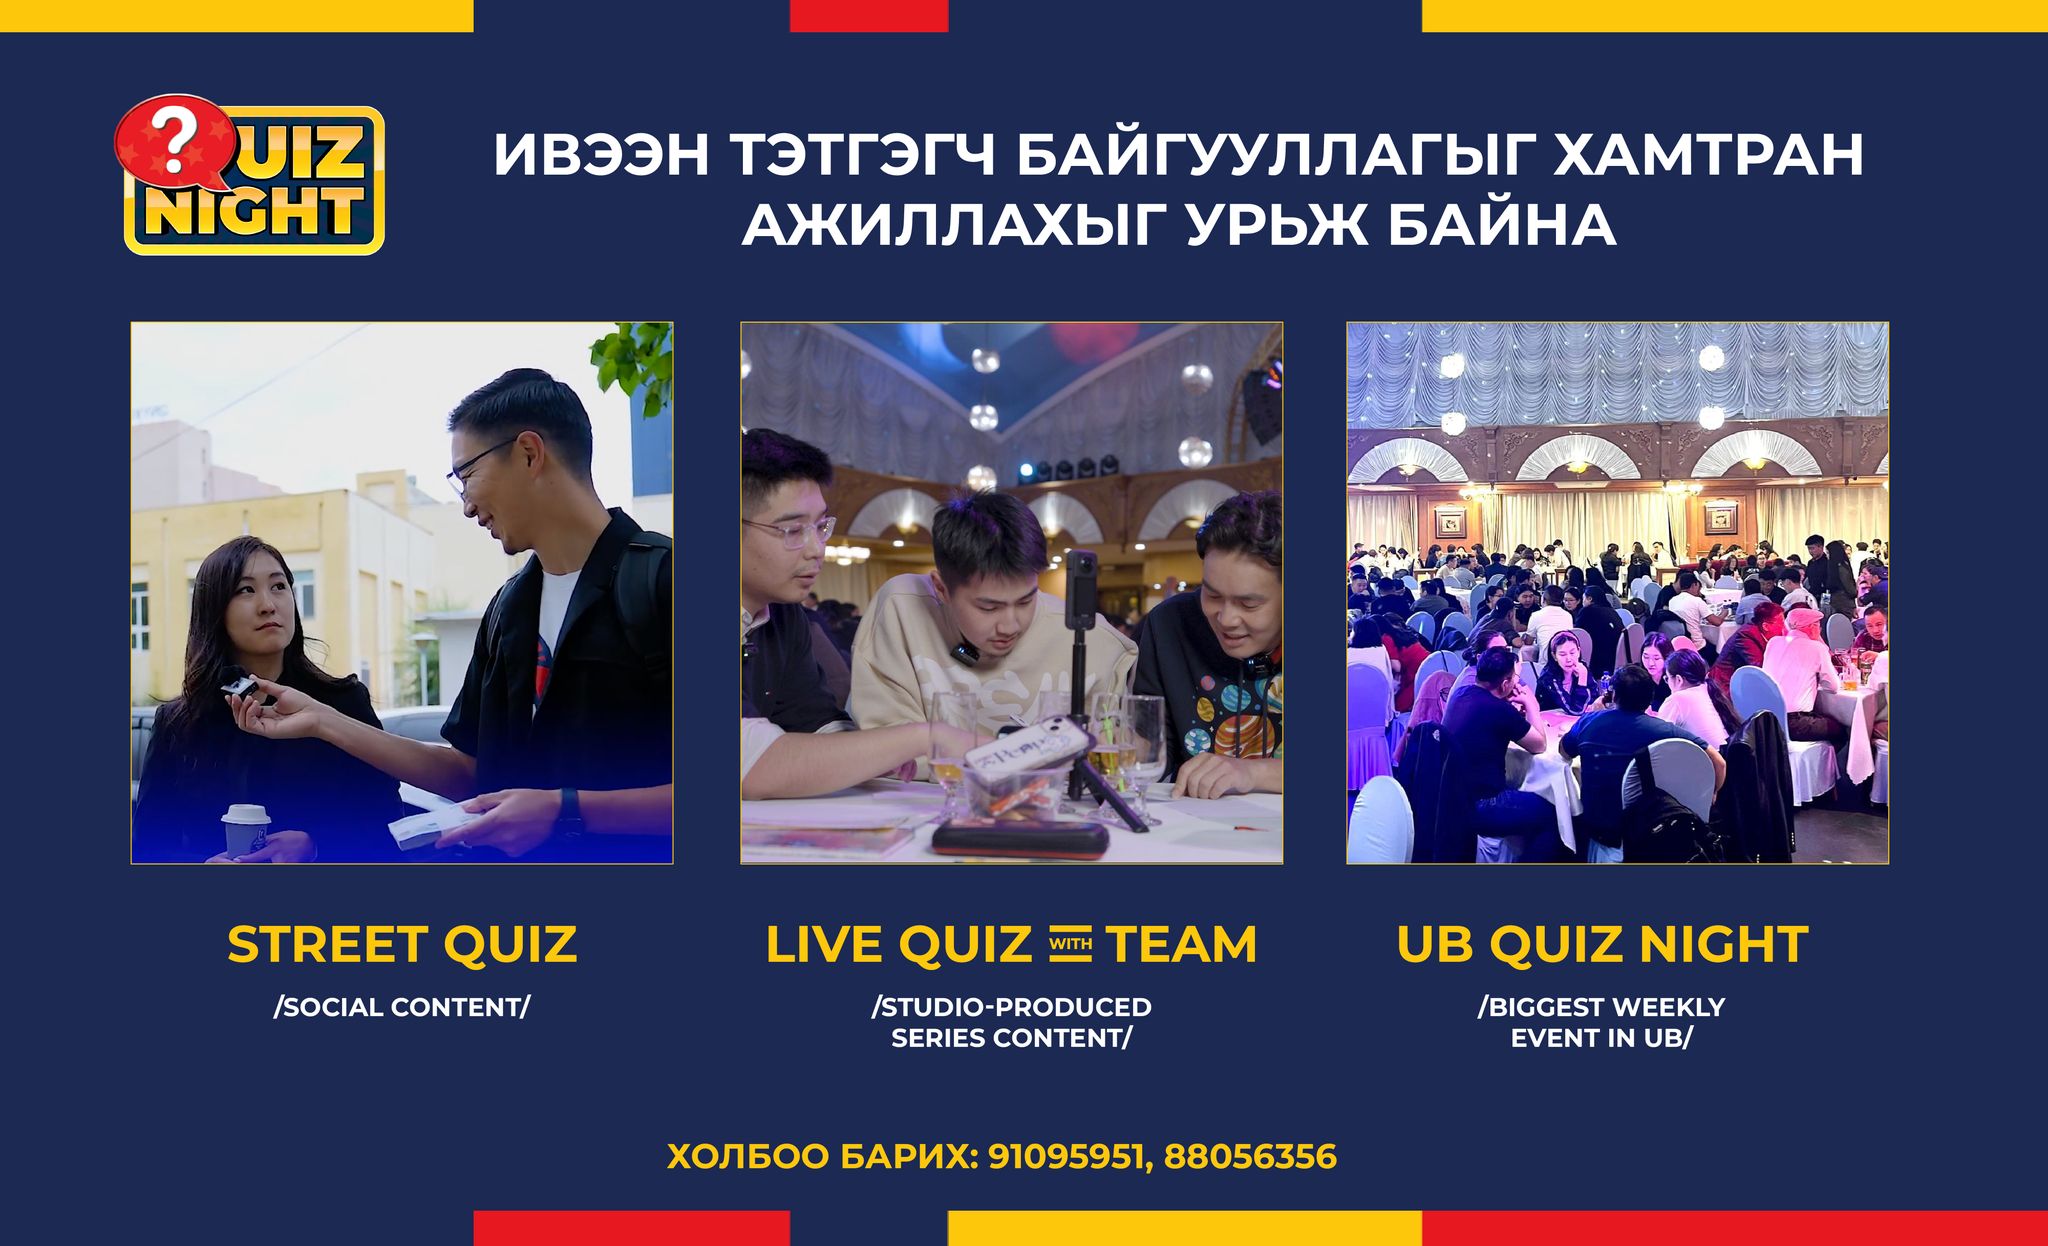 ?UIZ
NIGHT
ИВЭЭН ТЭТГЭГЧ БАЙГУУЛЛАГЫГ ХАМТРАН
АЖИЛЛАХЫГ УРЬЖ БАЙНА
STREET QUIZ
/SOCIAL CONTENT/
LIVE QUIZ WITH TEAM
/STUDIO-PRODUCED
SERIES CONTENT/
UB QUIZ NIGHT
/BIGGEST WEEKLY
EVENT IN UB/
ХОЛБОО БАРИХ: 91095951, 88056356